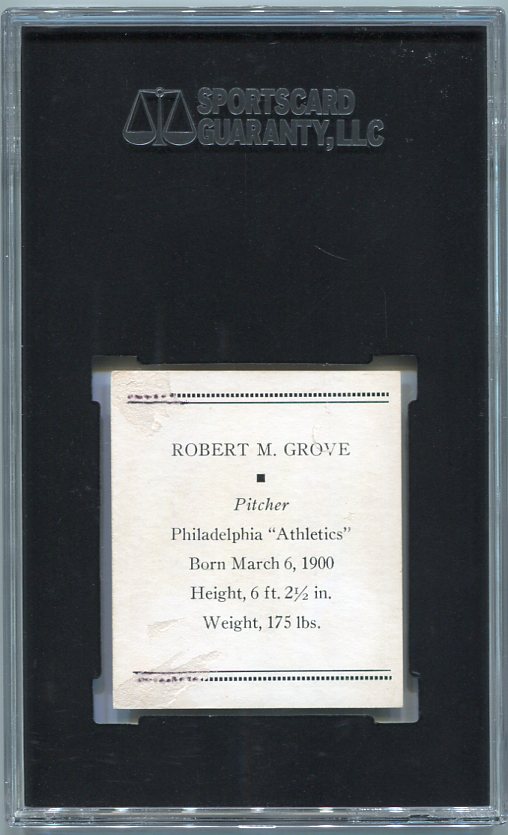 SPORTSCARD
GUARANTY, LLC
ROBERT M. GROVE
Pitcher
Philadelphia “Athletics”
Born March 6, 1900
Height, 6 ft. 2½ in.
Weight, 175 lbs.